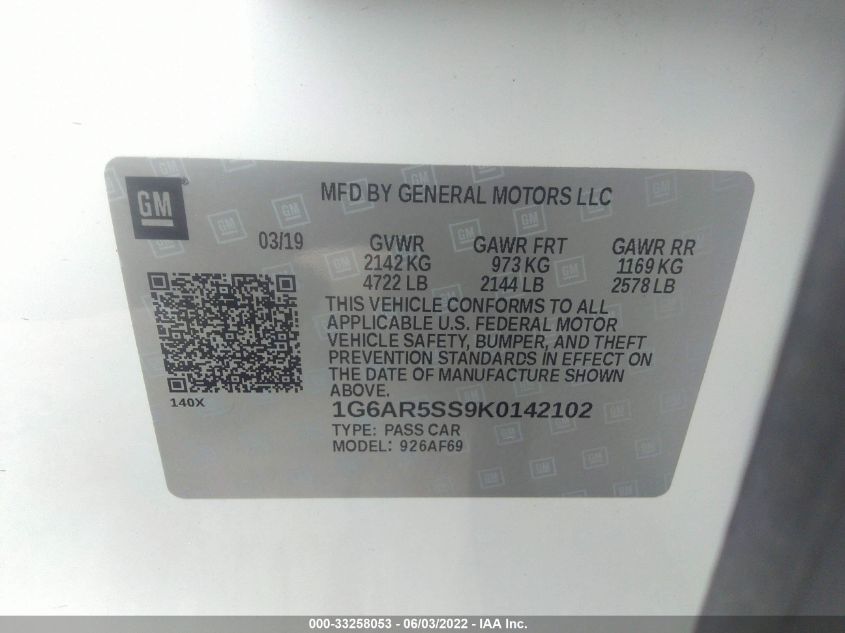 GM
MFD BY GENERAL MOTORS LLC
03/19 GVWR GAWR FRT GAWR RR
2142 KG 973 KG 1169 KG
4722 LB 2144 LB 2578 LB
THIS VEHICLE CONFORMS TO ALL
APPLICABLE U.S. FEDERAL MOTOR
VEHICLE SAFETY, BUMPER, AND THEFT
PREVENTION STANDARDS IN EFFECT ON
THE DATE OF MANUFACTURE SHOWN
ABOVE.
140X
1G6AR5SS9K0142102
TYPE: PASS CAR
MODEL: 926AF69
000-33258053 - 06/03/2022 - IAA Inc.